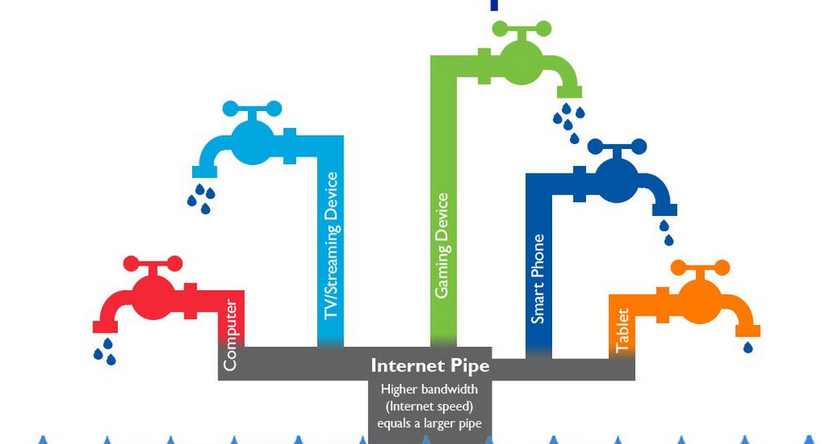 Computer
TV/Streaming Device
Gaming Device
Smart Phone
Tablet
Internet Pipe
Higher bandwidth
(Internet speed)
equals a larger pipe